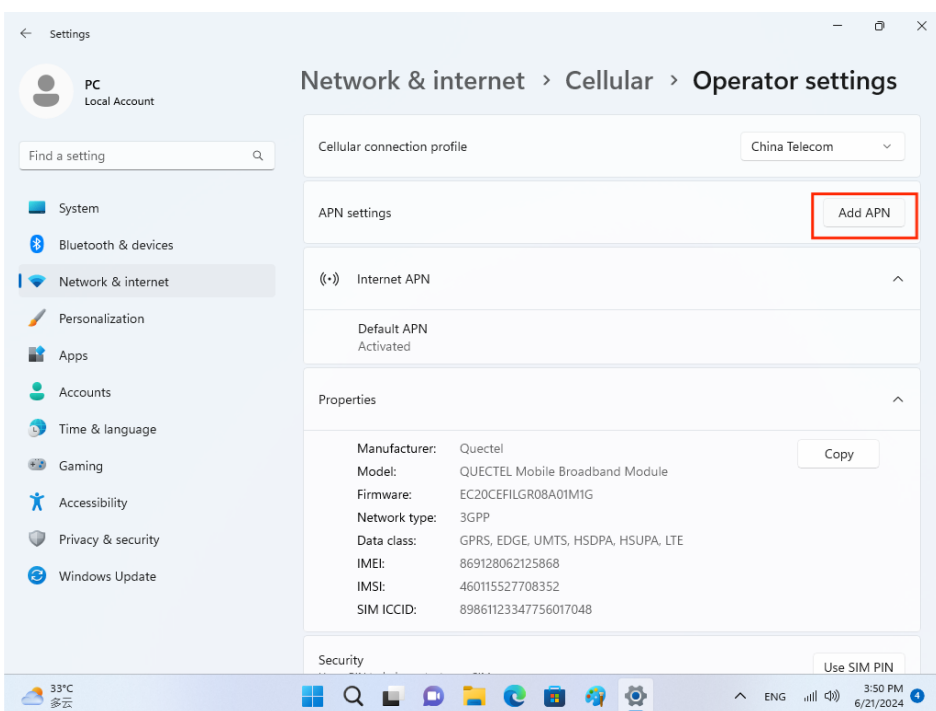 Settings
PC
Local Account
Find a setting
System
Bluetooth & devices
Network & internet
Personalization
Apps
Accounts
Time & language
Gaming
Accessibility
Privacy & security
Windows Update
Network & internet > Cellular > Operator settings
Cellular connection profile
China Telecom
APN settings
Add APN
Internet APN
Default APN
Activated
Properties
Copy
Manufacturer: Quectel
Model: QUECTEL Mobile Broadband Module
Firmware: EC20CEFILGR08A01M1G
Network type: 3GPP
Data class: GPRS, EDGE, UMTS, HSDPA, HSUPA, LTE
IMEI: 869128062125868
IMSI: 460115527708352
SIM ICCID: 89861123347756017048
Security
Use SIM PIN
33°C
多云
ENG
3:50 PM
6/21/2024
4